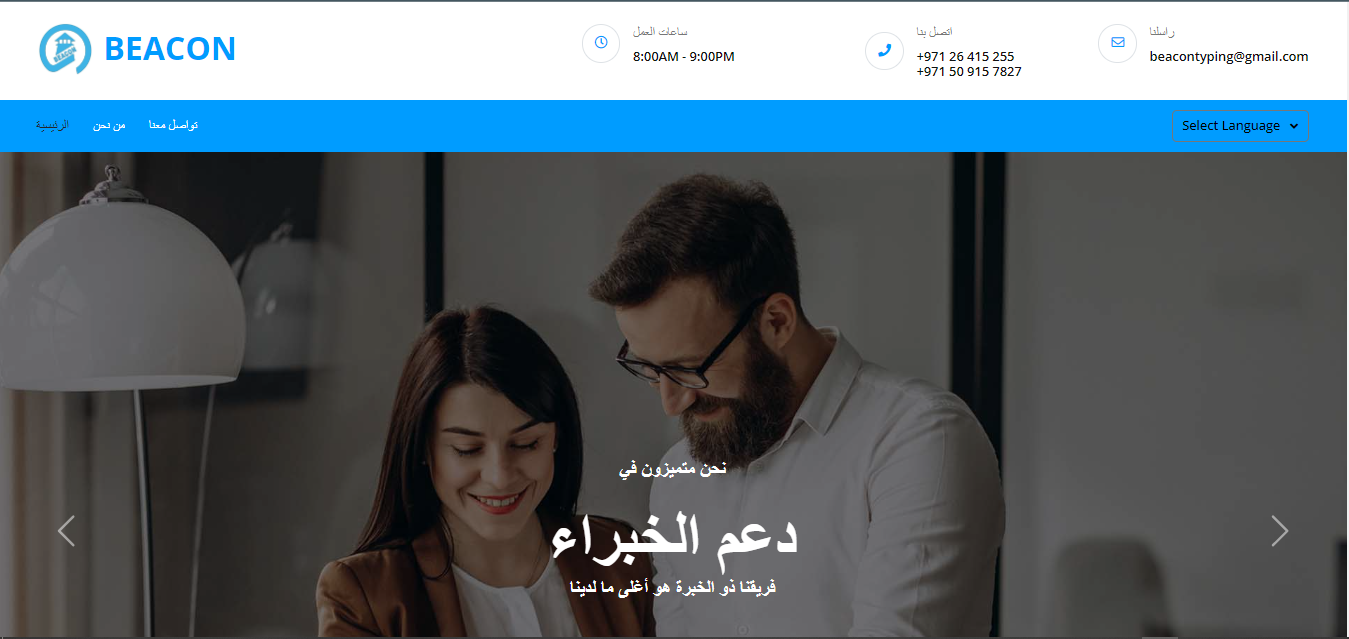 BEACON
BEACON
ساعات العمل
8:00AM - 9:00PM
اتصل بنا
+971 26 415 255
+971 50 915 7827
راسلنا
beacontyping@gmail.com
الرئيسية
من نحن
تواصل معنا
Select Language
نحن متميزون في
دعم الخبراء
فريقنا ذو الخبرة هو أغلى ما لدينا